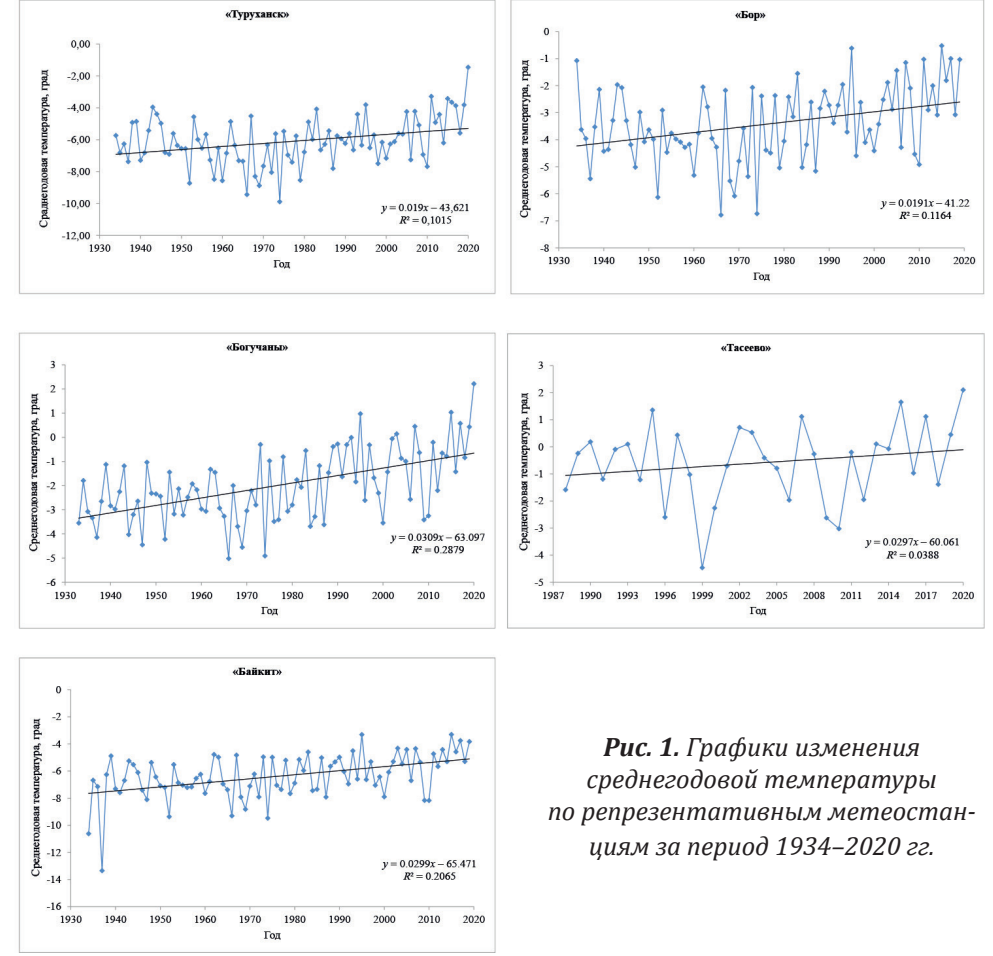 «Туруханск»
Сраднегодовая температура, град
0,00
-2,00
-4,00
-6,00
-8,00
-10,00
-12,00
1930 1940 1950 1960 1970 1980 1990 2000 2010 2020
Год
y = 0.019x – 43,621
R² = 0,1015
«Бор»
Среднегодовая температура, град
0
-1
-2
-3
-4
-5
-6
-7
-8
1930 1940 1950 1960 1970 1980 1990 2000 2010 2020
Год
y = 0.0191x – 41.22
R² = 0.1164
«Богучаны»
Среднегодовая температура, град
3
2
1
0
-1
-2
-3
-4
-5
-6
1930 1940 1950 1960 1970 1980 1990 2000 2010 2020
Год
y = 0.0309x – 63.097
R² = 0.2879
«Тасеево»
Среднегодовая температура, град
3
2
1
0
-1
-2
-3
-4
-5
1987 1990 1993 1996 1999 2002 2005 2008 2011 2014 2017 2020
Год
y = 0.0297x – 60.061
R² = 0.0388
«Байкит»
Среднегодовая температура, град
0
-2
-4
-6
-8
-10
-12
-14
-16
1930 1940 1950 1960 1970 1980 1990 2000 2010 2020
Год
y = 0.0299x – 65.471
R² = 0.2065
Рис. 1. Графики изменения
среднегодовой температуры
по репрезентативным метеостан-
циям за период 1934–2020 гг.